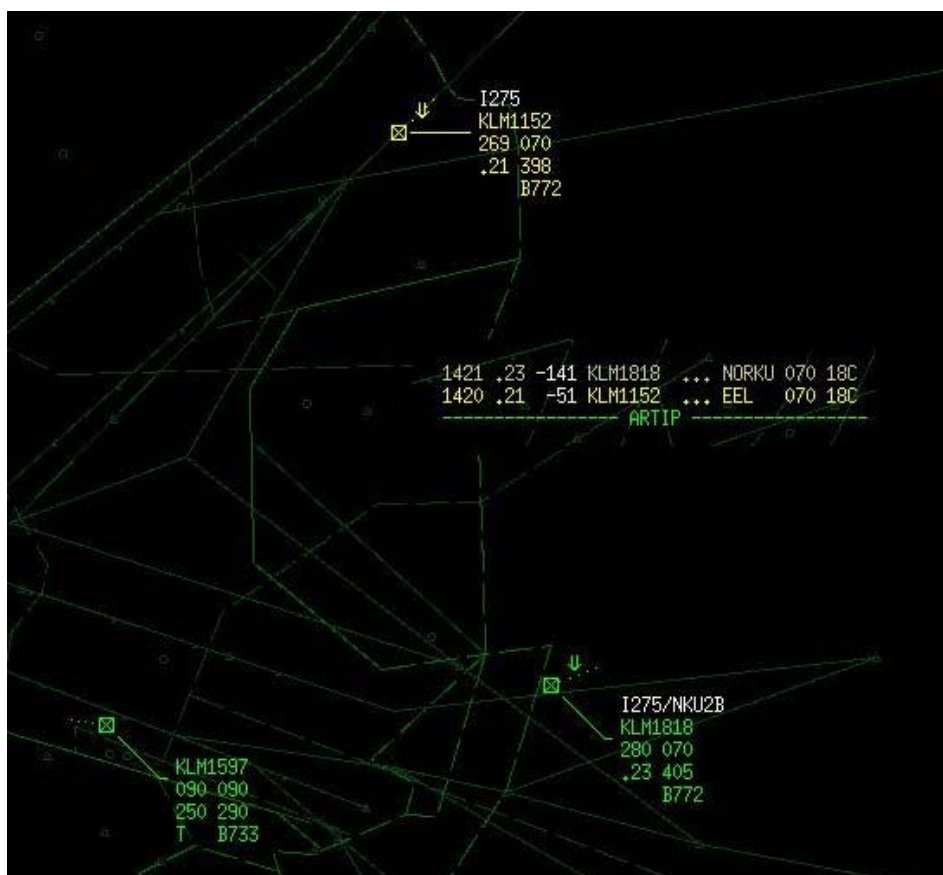 I275
KLM1152
269 070
.21 398
B772
1421 .23 -141 KLM1818 ... NORKU 070 18C
1420 .21 -51 KLM1152 ... EEL 070 18C
------------------ ARTIP ------------------
I275/NKU2B
KLM1818
280 070
.23 405
B772
KLM1597
090 090
250 290
T B733